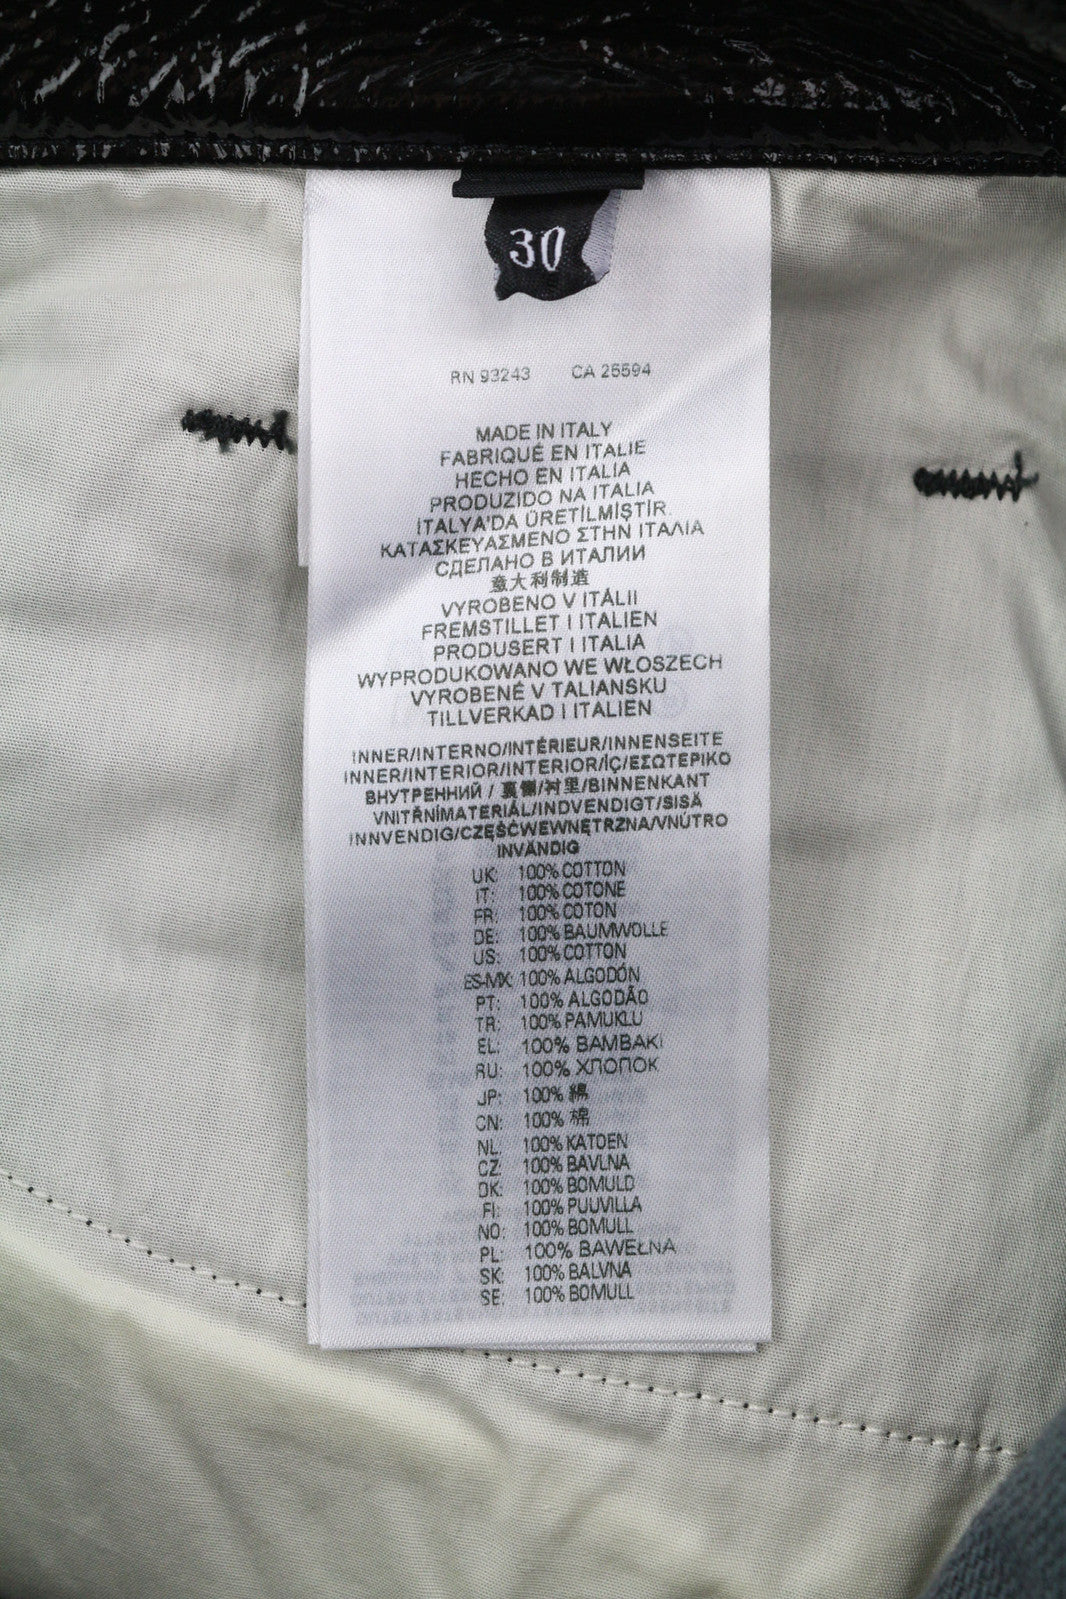 30
RN 93243 CA 25594
MADE IN ITALY
FABRIQUÉ EN ITALIE
HECHO EN ITALIA
PRODUZIDO NA ITALIA
İTALYA'DA ÜRETİLMİŞTİR
ΚΑΤΑΣΚΕΥΑΣΜΕΝΟ ΣΤΗΝ ΙΤΑΛΙΑ
СДЕЛАНО В ИТАЛИИ
意大利制造
VYROBENO V ITÁLII
FREMSTILLET I ITALIEN
PRODUSERT I ITALIA
WYPRODUKOWANO WE WŁOSZECH
VYROBENÉ V TALIANSKU
TILLVERKAD I ITALIEN
INNER/INTERNO/INTÉRIEUR/INNENSEITE
INNER/INTERIOR/INTERIOR/İÇ/ΕΣΩΤΕΡΙΚΟ
ВНУТРЕННИЙ / 裏側/衬里/BINNENKANT
VNITŘNÍMATERIÁL/INDVENDIGT/SISÄ
INNVENDIG/CZĘŚĆWEWNĘTRZNA/VNÚTRO
INVÄNDIG
UK: 100% COTTON
IT: 100% COTONE
FR: 100% COTON
DE: 100% BAUMWOLLE
US: 100% COTTON
ES-MX: 100% ALGODÓN
PT: 100% ALGODÃO
TR: 100% PAMUKLU
EL: 100% ΒΑΜΒΑΚΙ
RU: 100% ХЛОПОК
JP: 100% 綿
CN: 100% 棉
NL: 100% KATOEN
CZ: 100% BAVLNA
DK: 100% BOMULD
FI: 100% PUUVILLA
NO: 100% BOMULL
PL: 100% BAWEŁNA
SK: 100% BALVNA
SE: 100% BOMULL